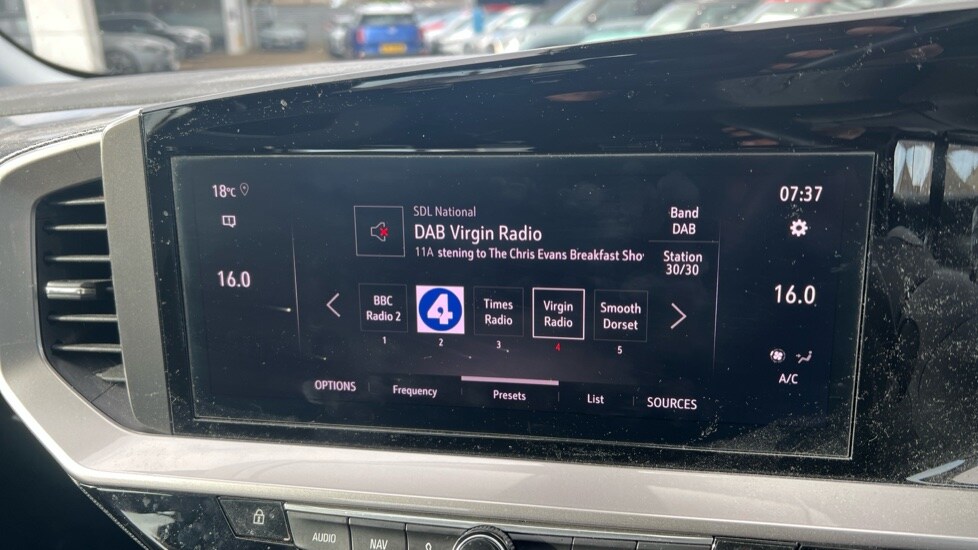 18°C
16.0
SDL National
DAB Virgin Radio
11A stening to The Chris Evans Breakfast Sho
Band
DAB
Station
30/30
07:37
16.0
A/C
BBC
Radio 2
1
4
2
Times
Radio
3
Virgin
Radio
4
Smooth
Dorset
5
OPTIONS
Frequency
Presets
List
SOURCES
AUDIO
NAV